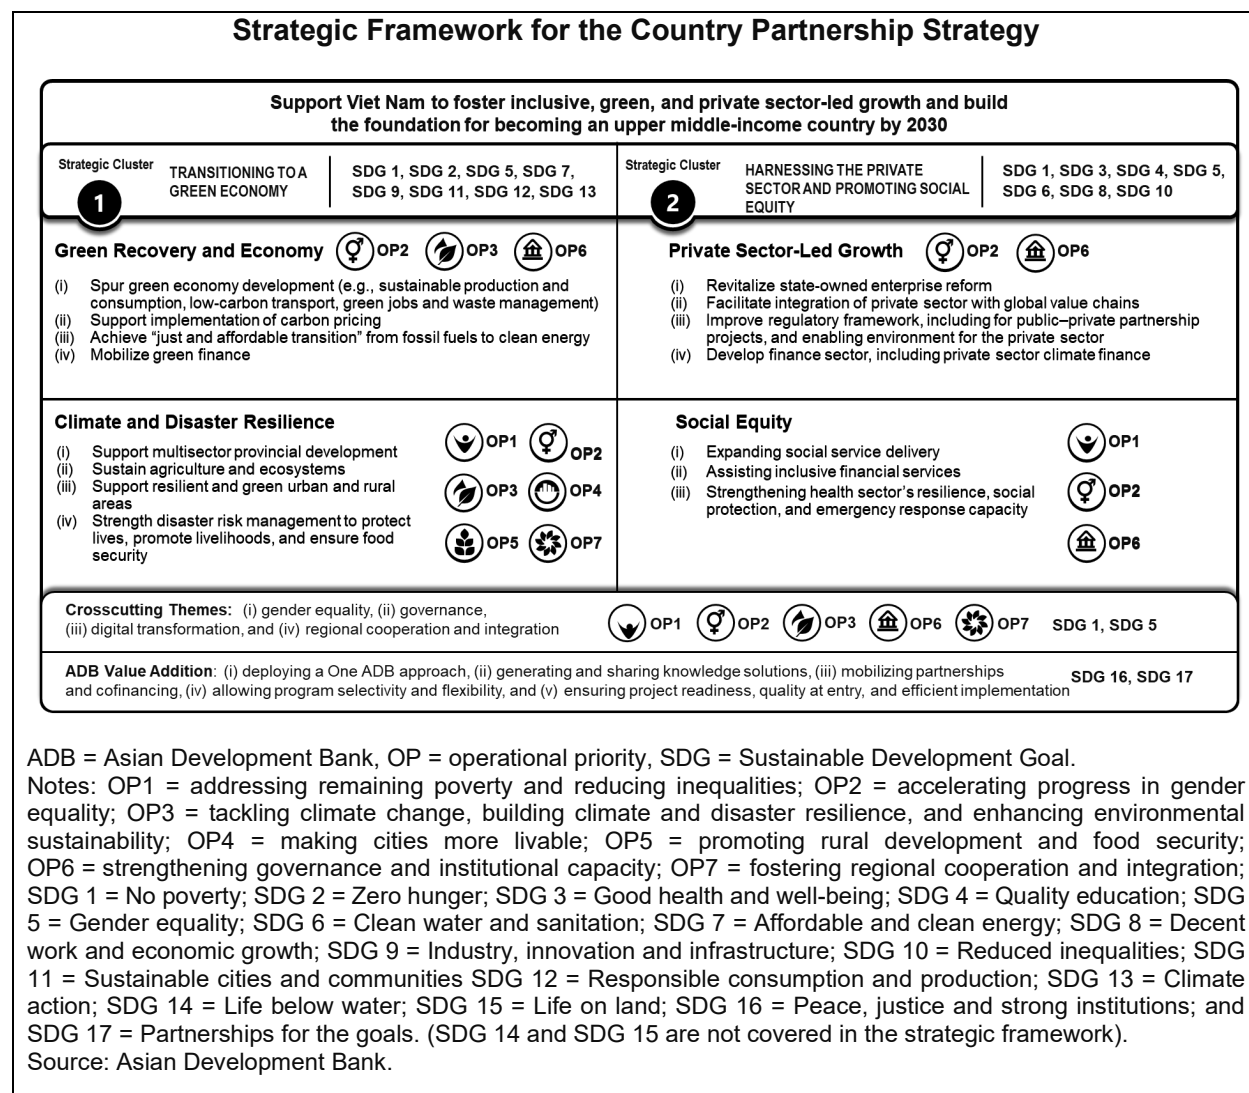 Strategic Framework for the Country Partnership Strategy
Support Viet Nam to foster inclusive, green, and private sector-led growth and build
the foundation for becoming an upper middle-income country by 2030
Strategic Cluster
1
TRANSITIONING TO A
GREEN ECONOMY
SDG 1, SDG 2, SDG 5, SDG 7,
SDG 9, SDG 11, SDG 12, SDG 13
Strategic Cluster
2
HARNESSING THE PRIVATE
SECTOR AND PROMOTING SOCIAL
EQUITY
SDG 1, SDG 3, SDG 4, SDG 5,
SDG 6, SDG 8, SDG 10
Green Recovery and Economy OP2 OP3 OP6
(i) Spur green economy development (e.g., sustainable production and
consumption, low-carbon transport, green jobs and waste management)
(ii) Support implementation of carbon pricing
(iii) Achieve “just and affordable transition” from fossil fuels to clean energy
(iv) Mobilize green finance
Private Sector-Led Growth OP2 OP6
(i) Revitalize state-owned enterprise reform
(ii) Facilitate integration of private sector with global value chains
(iii) Improve regulatory framework, including for public–private partnership
projects, and enabling environment for the private sector
(iv) Develop finance sector, including private sector climate finance
Climate and Disaster Resilience
(i) Support multisector provincial development
(ii) Sustain agriculture and ecosystems
(iii) Support resilient and green urban and rural
areas
(iv) Strength disaster risk management to protect
lives, promote livelihoods, and ensure food
security
OP1 OP2
OP3 OP4
OP5 OP7
Social Equity
(i) Expanding social service delivery
(ii) Assisting inclusive financial services
(iii) Strengthening health sector’s resilience, social
protection, and emergency response capacity
OP1
OP2
OP6
Crosscutting Themes: (i) gender equality, (ii) governance,
(iii) digital transformation, and (iv) regional cooperation and integration
OP1 OP2 OP3 OP6 OP7 SDG 1, SDG 5
ADB Value Addition: (i) deploying a One ADB approach, (ii) generating and sharing knowledge solutions, (iii) mobilizing partnerships
and cofinancing, (iv) allowing program selectivity and flexibility, and (v) ensuring project readiness, quality at entry, and efficient implementation
SDG 16, SDG 17
ADB = Asian Development Bank, OP = operational priority, SDG = Sustainable Development Goal.
Notes: OP1 = addressing remaining poverty and reducing inequalities; OP2 = accelerating progress in gender
equality; OP3 = tackling climate change, building climate and disaster resilience, and enhancing environmental
sustainability; OP4 = making cities more livable; OP5 = promoting rural development and food security;
OP6 = strengthening governance and institutional capacity; OP7 = fostering regional cooperation and integration;
SDG 1 = No poverty; SDG 2 = Zero hunger; SDG 3 = Good health and well-being; SDG 4 = Quality education; SDG
5 = Gender equality; SDG 6 = Clean water and sanitation; SDG 7 = Affordable and clean energy; SDG 8 = Decent
work and economic growth; SDG 9 = Industry, innovation and infrastructure; SDG 10 = Reduced inequalities; SDG
11 = Sustainable cities and communities SDG 12 = Responsible consumption and production; SDG 13 = Climate
action; SDG 14 = Life below water; SDG 15 = Life on land; SDG 16 = Peace, justice and strong institutions; and
SDG 17 = Partnerships for the goals. (SDG 14 and SDG 15 are not covered in the strategic framework).
Source: Asian Development Bank.